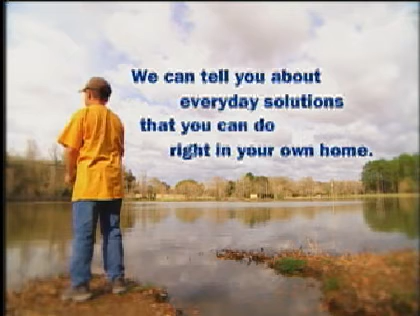 We can tell you about
everyday solutions
that you can do
right in your own home.